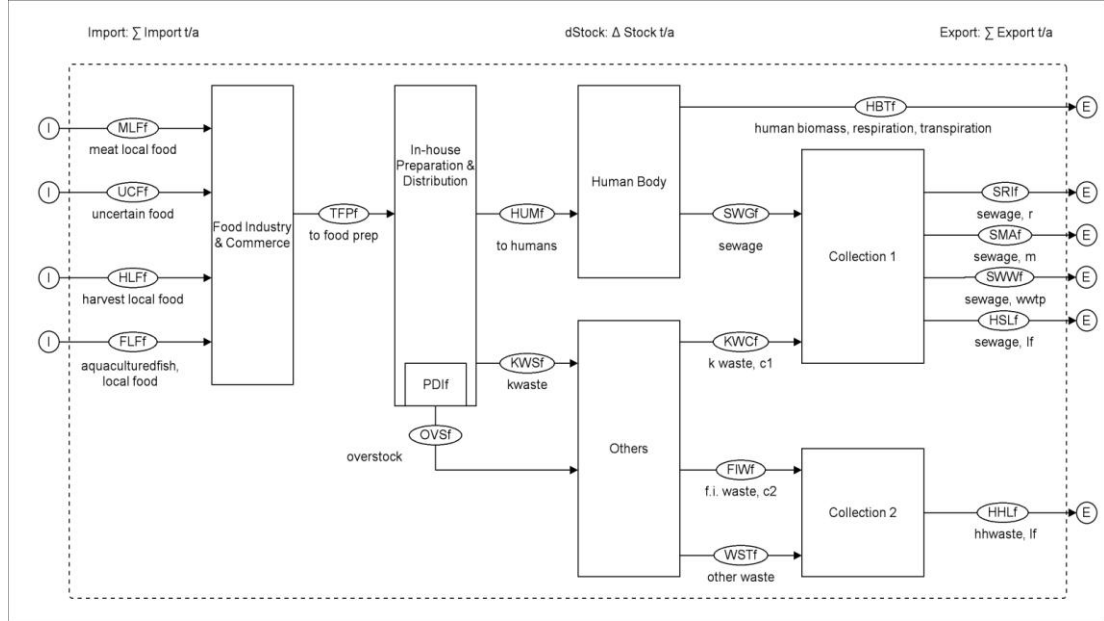 Import: ∑ Import t/a
dStock: Δ Stock t/a
Export: ∑ Export t/a
I
MLFf
meat local food
I
UCFf
uncertain food
I
HLFf
harvest local food
I
FLFf
aquaculturedfish,
local food
Food Industry
& Commerce
TFPf
to food prep
In-house
Preparation &
Distribution
PDIf
HUMf
to humans
KWSf
kwaste
OVSf
overstock
Human Body
HBTf
human biomass, respiration, transpiration
E
SWGf
sewage
Others
KWCf
k waste, c1
FIWf
f.i. waste, c2
WSTf
other waste
Collection 1
SRIf
sewage, r
E
SMAf
sewage, m
E
SWWf
sewage, wwtp
E
HSLf
sewage, lf
E
Collection 2
HHLf
hhwaste, lf
E